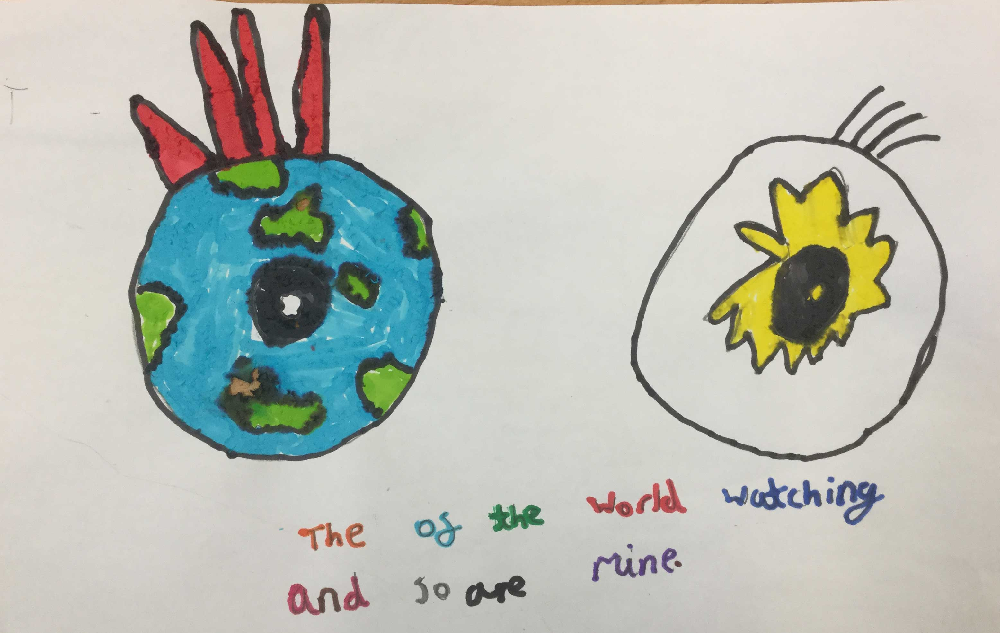 The of the world watching
and so are mine.